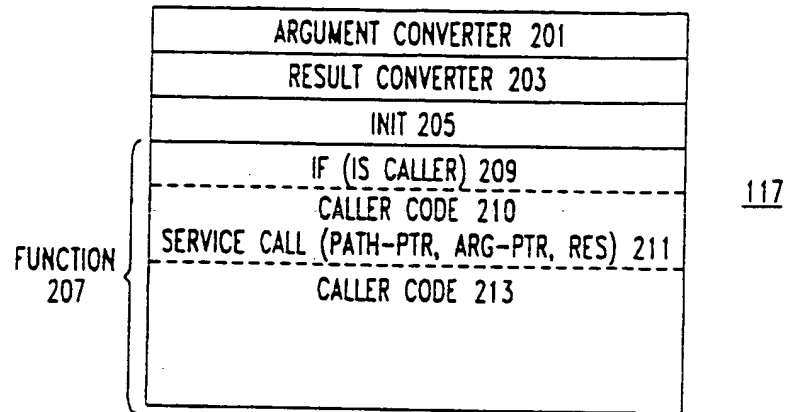 ARGUMENT CONVERTER 201
RESULT CONVERTER 203
INIT 205
IF (IS CALLER) 209
CALLER CODE 210
SERVICE CALL (PATH-PTR, ARG-PTR, RES) 211
CALLER CODE 213
FUNCTION
207
117